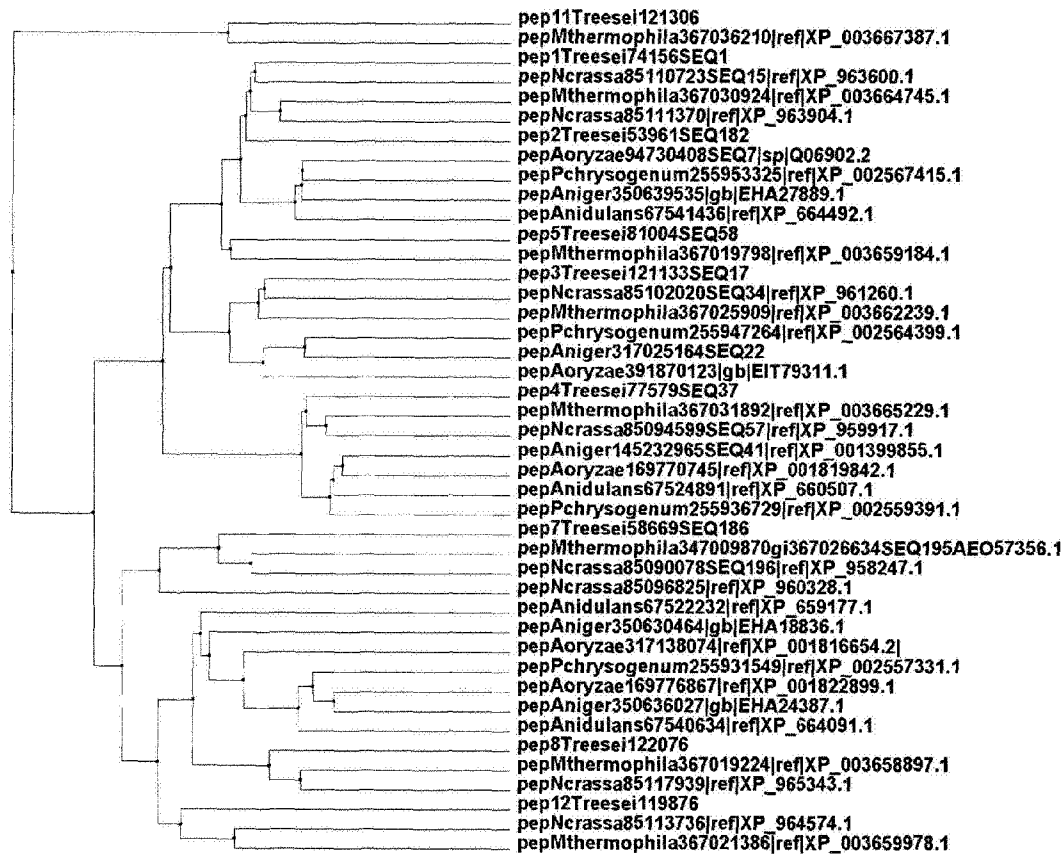 pep11Treesei121306
pepMthermophila367036210|ref|XP_003667387.1
pep1Treesei74156SEQ1
pepNcrassa85110723SEQ15|ref|XP_963600.1
pepMthermophila367030924|ref|XP_003664745.1
pepNcrassa85111370|ref|XP_963904.1
pep2Treesei53961SEQ182
pepAoryzae94730408SEQ7|sp|Q06902.2
pepPchrysogenum255953325|ref|XP_002567415.1
pepAniger350639535|gb|EHA27889.1
pepAnidulans67541436|ref|XP_664492.1
pep5Treesei81004SEQ58
pepMthermophila367019798|ref|XP_003659184.1
pep3Treesei121133SEQ17
pepNcrassa85102020SEQ34|ref|XP_961260.1
pepMthermophila367025909|ref|XP_003662239.1
pepPchrysogenum255947264|ref|XP_002564399.1
pepAniger317025164SEQ22
pepAoryzae391870123|gb|EIT79311.1
pep4Treesei77579SEQ37
pepMthermophila367031892|ref|XP_003665229.1
pepNcrassa85094599SEQ57|ref|XP_959917.1
pepAniger145232965SEQ41|ref|XP_001399855.1
pepAoryzae169770745|ref|XP_001819842.1
pepAnidulans67524891|ref|XP_660507.1
pepPchrysogenum255936729|ref|XP_002559391.1
pep7Treesei58669SEQ186
pepMthermophila347009870gi367026634SEQ195AEO57356.1
pepNcrassa85090078SEQ196|ref|XP_958247.1
pepNcrassa85096825|ref|XP_960328.1
pepAnidulans67522232|ref|XP_659177.1
pepAniger350630464|gb|EHA18836.1
pepAoryzae317138074|ref|XP_001816654.2|
pepPchrysogenum255931549|ref|XP_002557331.1
pepAoryzae169776867|ref|XP_001822899.1
pepAniger350636027|gb|EHA24387.1
pepAnidulans67540634|ref|XP_664091.1
pep8Treesei122076
pepMthermophila367019224|ref|XP_003658897.1
pepNcrassa85117939|ref|XP_965343.1
pep12Treesei119876
pepNcrassa85113736|ref|XP_964574.1
pepMthermophila367021386|ref|XP_003659978.1